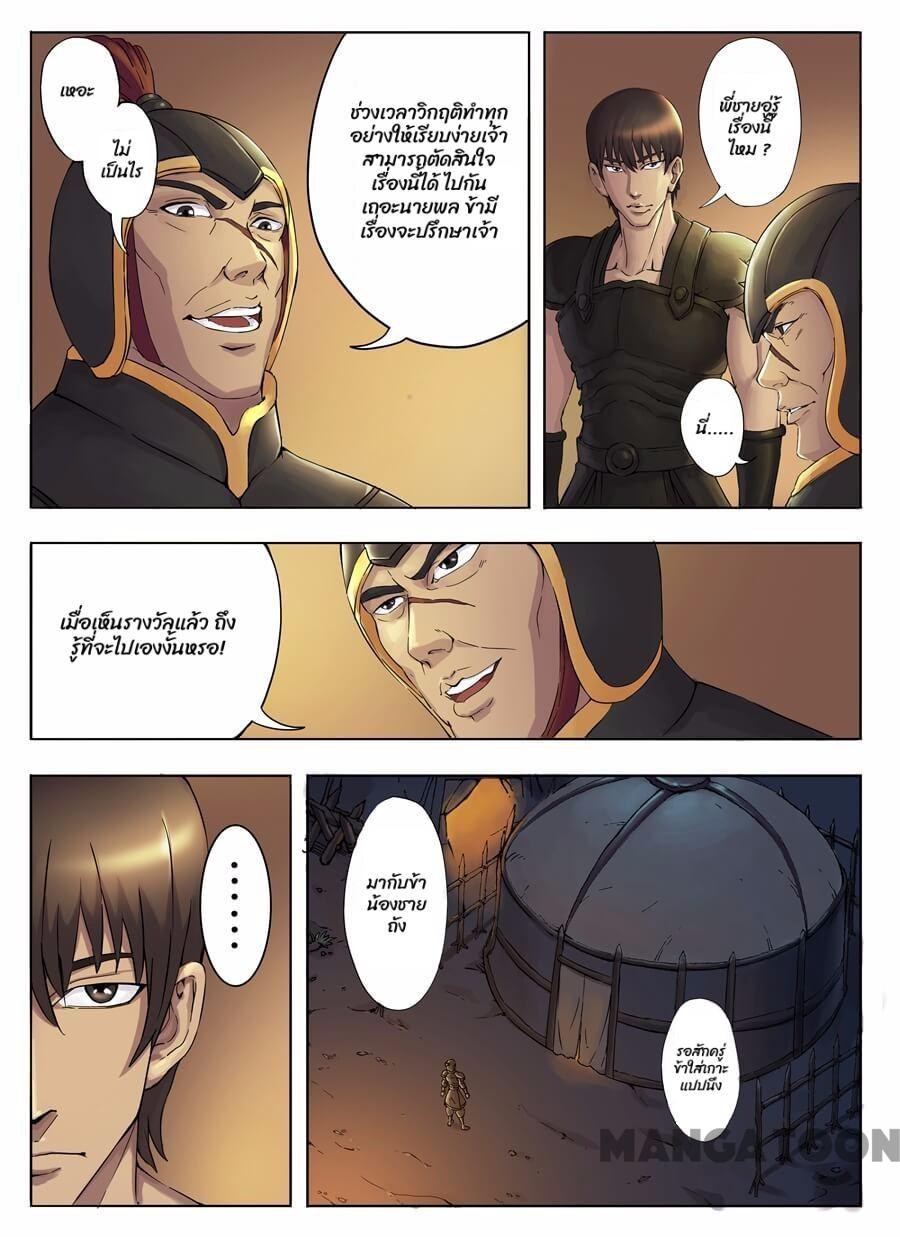 เหอะ
ไม่
เป็นไร
ช่วงเวลาวิกฤติทำทุก
อย่างให้เรียบง่ายเจ้า
สามารถตัดสินใจ
เรื่องนี้ได้ ไปกัน
เถอะนายพล ข้ามี
เรื่องจะปรึกษาเจ้า
พี่ชายอู่รู้
เรื่องนี้
ไหม ?
นี่.....
เมื่อเห็นรางวัลแล้ว ถึง
รู้ที่จะไปเองงั้นหรอ!
......
มากับข้า
น้องชาย
ถัง
รอสักครู่
ข้าใส่เกาะ
แปปนึง
MANGATOON